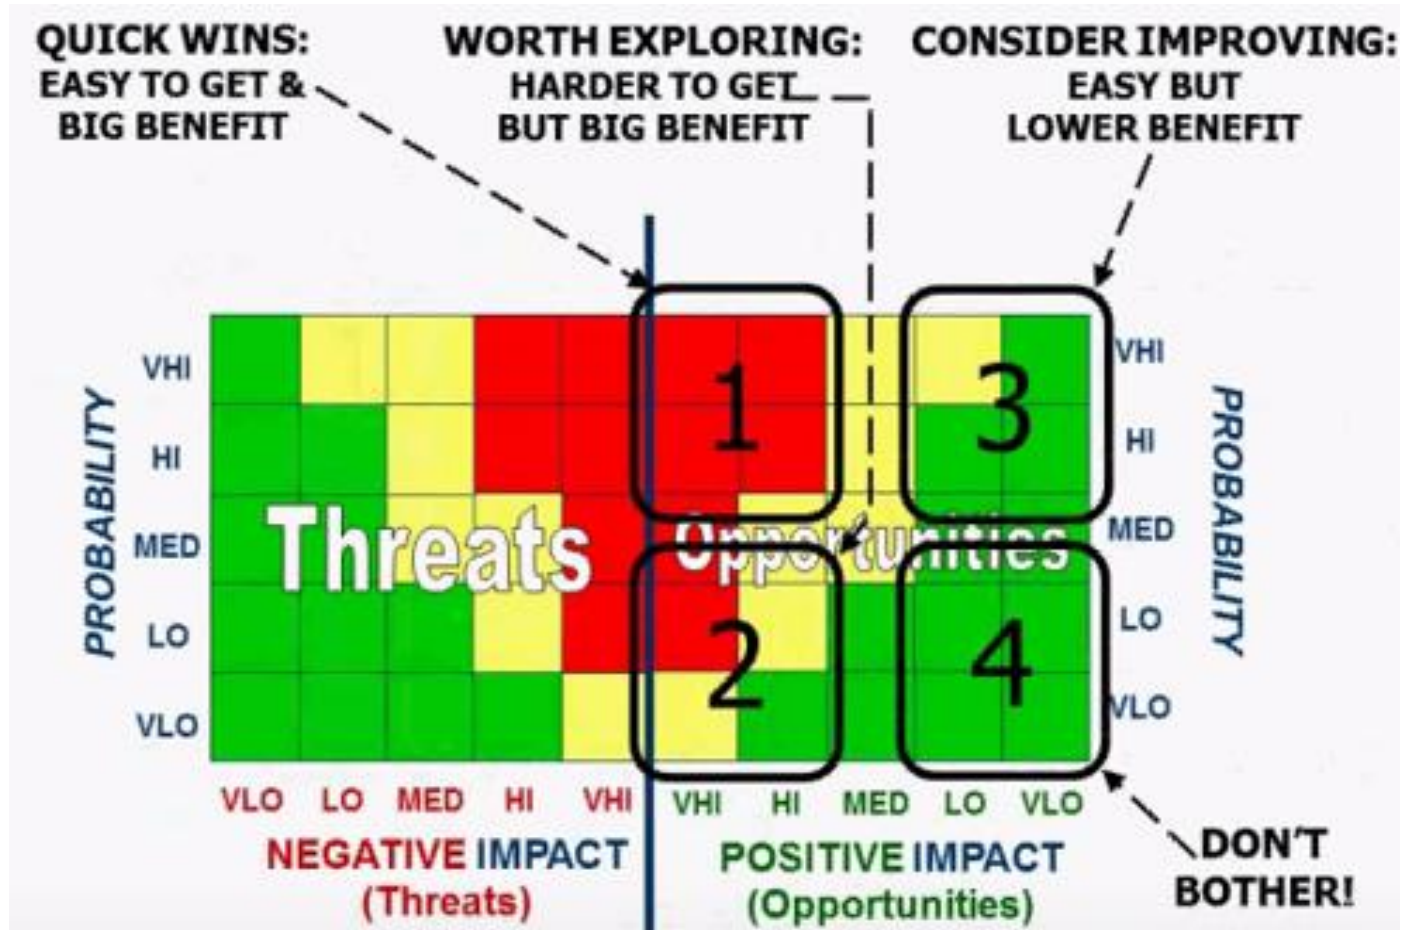 QUICK WINS:
EASY TO GET &
BIG BENEFIT
WORTH EXPLORING:
HARDER TO GET
BUT BIG BENEFIT
CONSIDER IMPROVING:
EASY BUT
LOWER BENEFIT
PROBABILITY
VHI
HI
MED
LO
VLO
Threats
Opportunities
1
3
2
4
VHI
HI
MED
LO
VLO
PROBABILITY
VLO LO MED HI VHI VHI HI MED LO VLO
NEGATIVE IMPACT
(Threats)
POSITIVE IMPACT
(Opportunities)
DON'T
BOTHER!